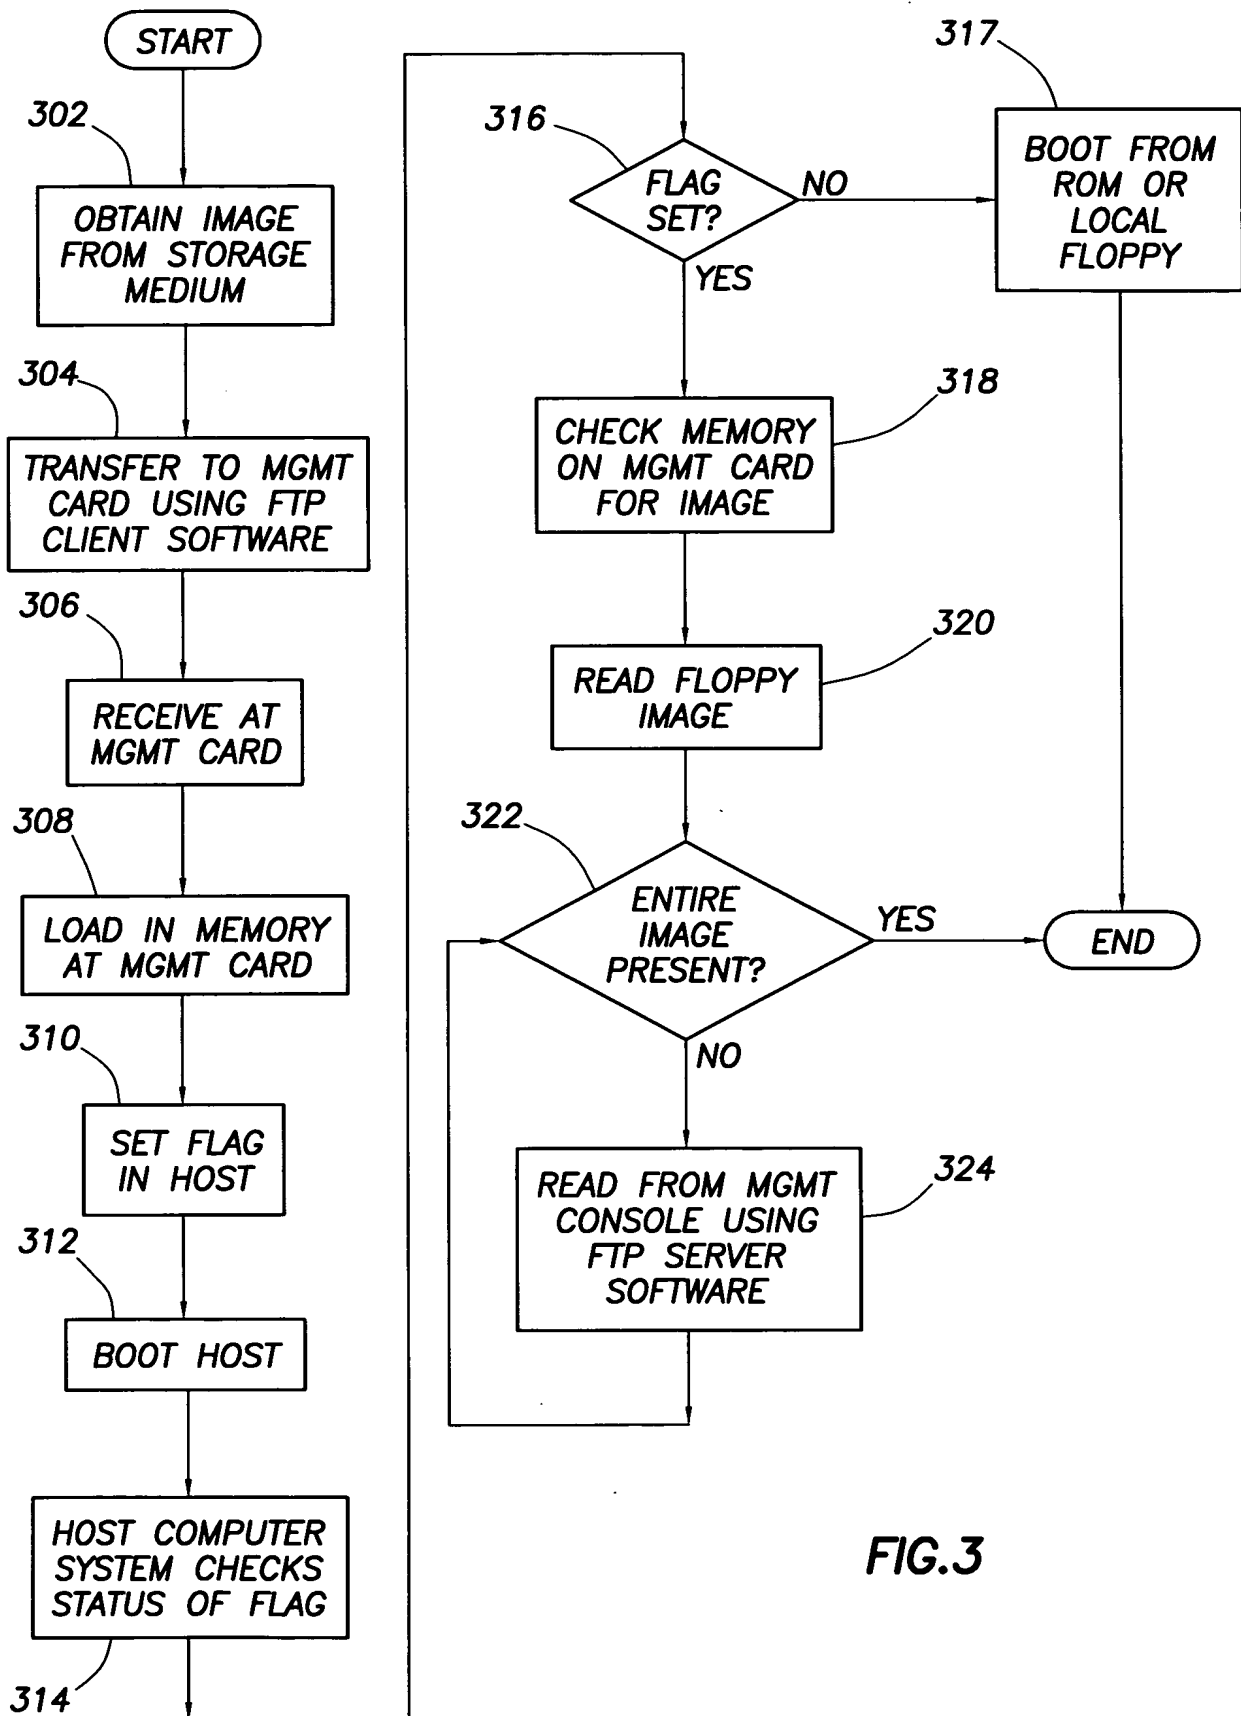 START
302
OBTAIN IMAGE
FROM STORAGE
MEDIUM
304
TRANSFER TO MGMT
CARD USING FTP
CLIENT SOFTWARE
306
RECEIVE AT
MGMT CARD
308
LOAD IN MEMORY
AT MGMT CARD
310
SET FLAG
IN HOST
312
BOOT HOST
HOST COMPUTER
SYSTEM CHECKS
STATUS OF FLAG
314
316
FLAG
SET?
NO
YES
317
BOOT FROM
ROM OR
LOCAL
FLOPPY
318
CHECK MEMORY
ON MGMT CARD
FOR IMAGE
320
READ FLOPPY
IMAGE
322
ENTIRE
IMAGE
PRESENT?
YES
END
NO
324
READ FROM MGMT
CONSOLE USING
FTP SERVER
SOFTWARE
FIG.3